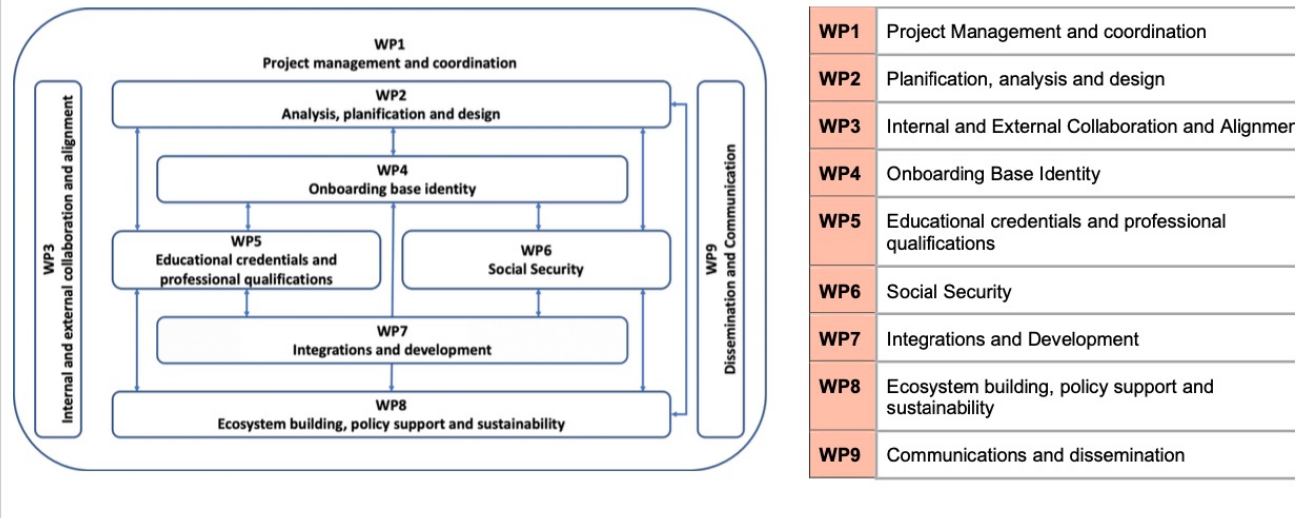 WP1
Project management and coordination
WP2
Analysis, planification and design
WP3
Internal and external collaboration and alignment
WP4
Onboarding base identity
WP5
Educational credentials and
professional qualifications
WP6
Social Security
WP7
Integrations and development
WP8
Ecosystem building, policy support and sustainability
WP9
Dissemination and Communication
WP1 Project Management and coordination
WP2 Planification, analysis and design
WP3 Internal and External Collaboration and Alignmen
WP4 Onboarding Base Identity
WP5 Educational credentials and professional
qualifications
WP6 Social Security
WP7 Integrations and Development
WP8 Ecosystem building, policy support and
sustainability
WP9 Communications and dissemination